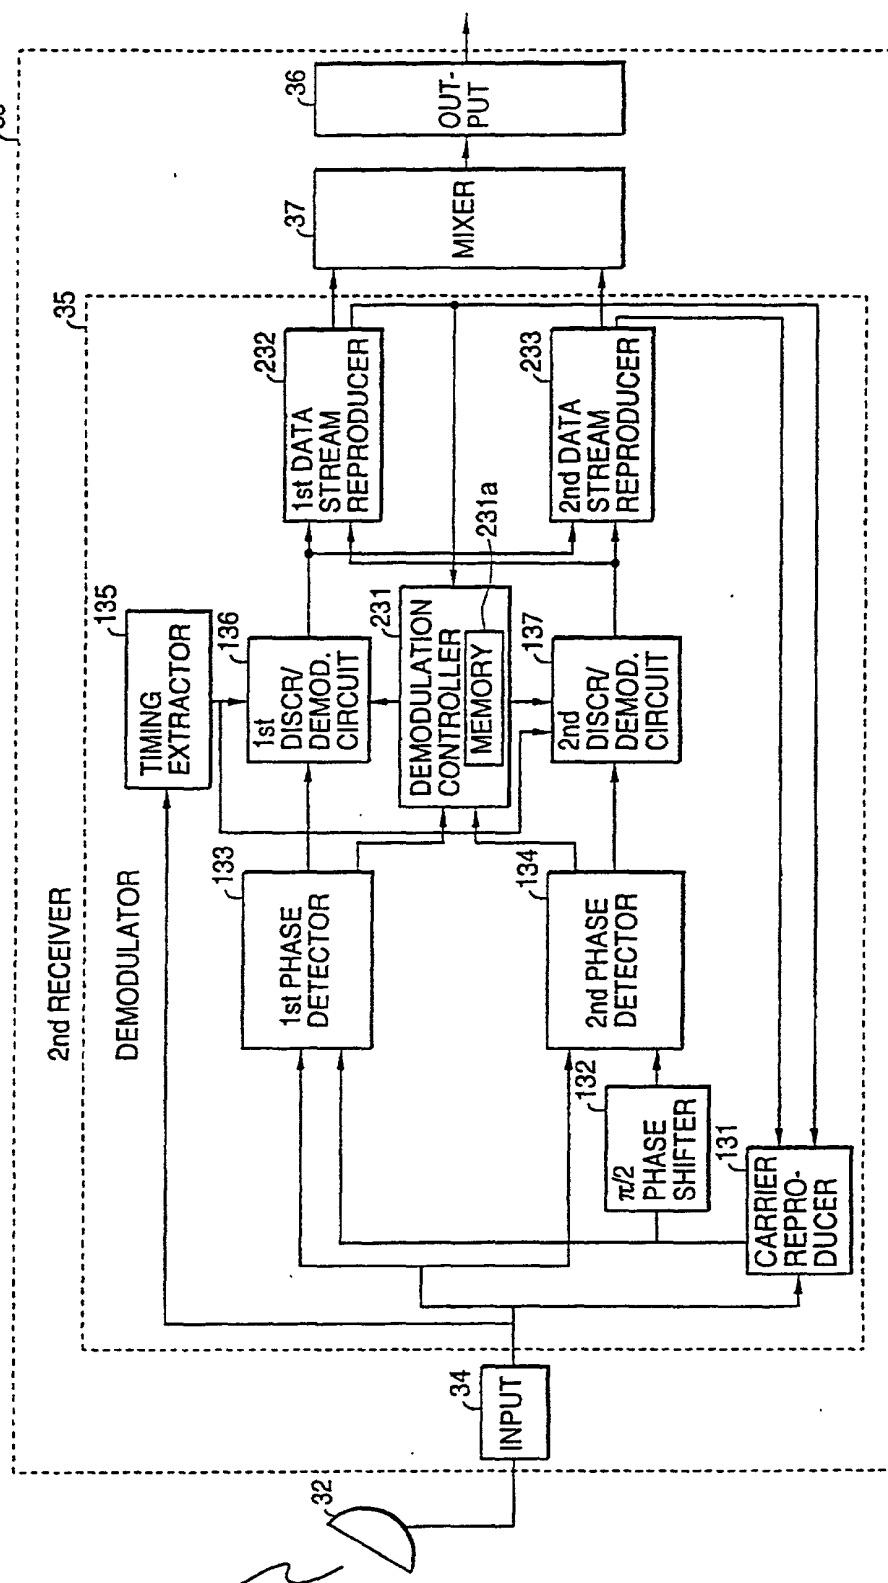 2nd RECEIVER
35
DEMODULATOR
135
TIMING
EXTRACTOR
32
34
INPUT
133
1st PHASE
DETECTOR
136
1st
DISCR/
DEMOD.
CIRCUIT
232
1st DATA
STREAM
REPRODUCER
37
MIXER
36
OUT-
PUT
231
DEMODULATION
CONTROLLER
MEMORY
231a
132
π/2
PHASE
SHIFTER
134
2nd PHASE
DETECTOR
137
2nd
DISCR/
DEMOD.
CIRCUIT
233
2nd DATA
STREAM
REPRODUCER
131
CARRIER
REPRO-
DUCER